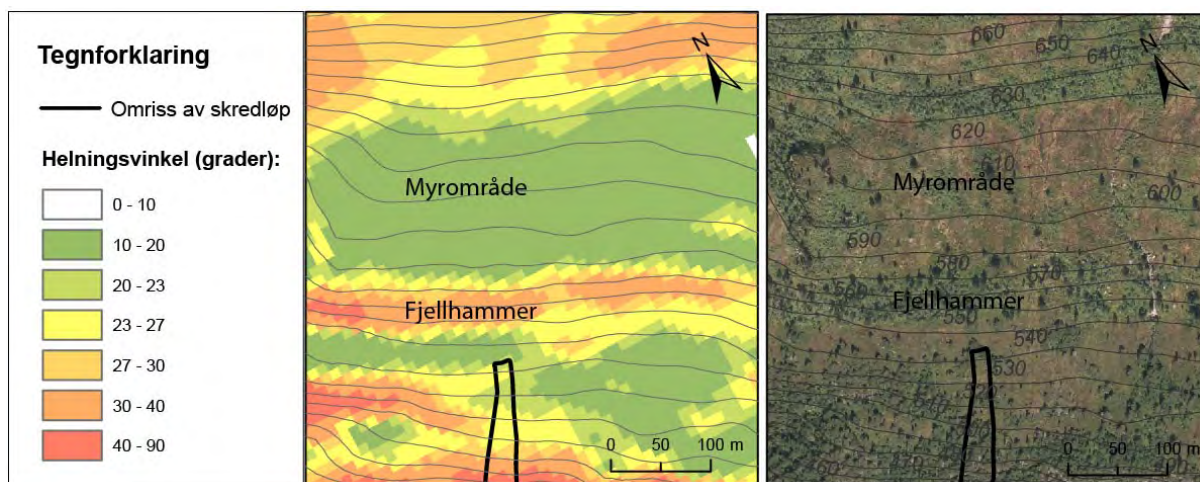 Tegnforklaring
Omriss av skredløp
Helningsvinkel (grader):
0 - 10
10 - 20
20 - 23
23 - 27
27 - 30
30 - 40
40 - 90
N
Myrområde
Fjellhammer
0 50 100 m
N
660
650
640
630
620
610
600
Myrområde
590
580
570
560
Fjellhammer
550
540
530
0 50 100 m